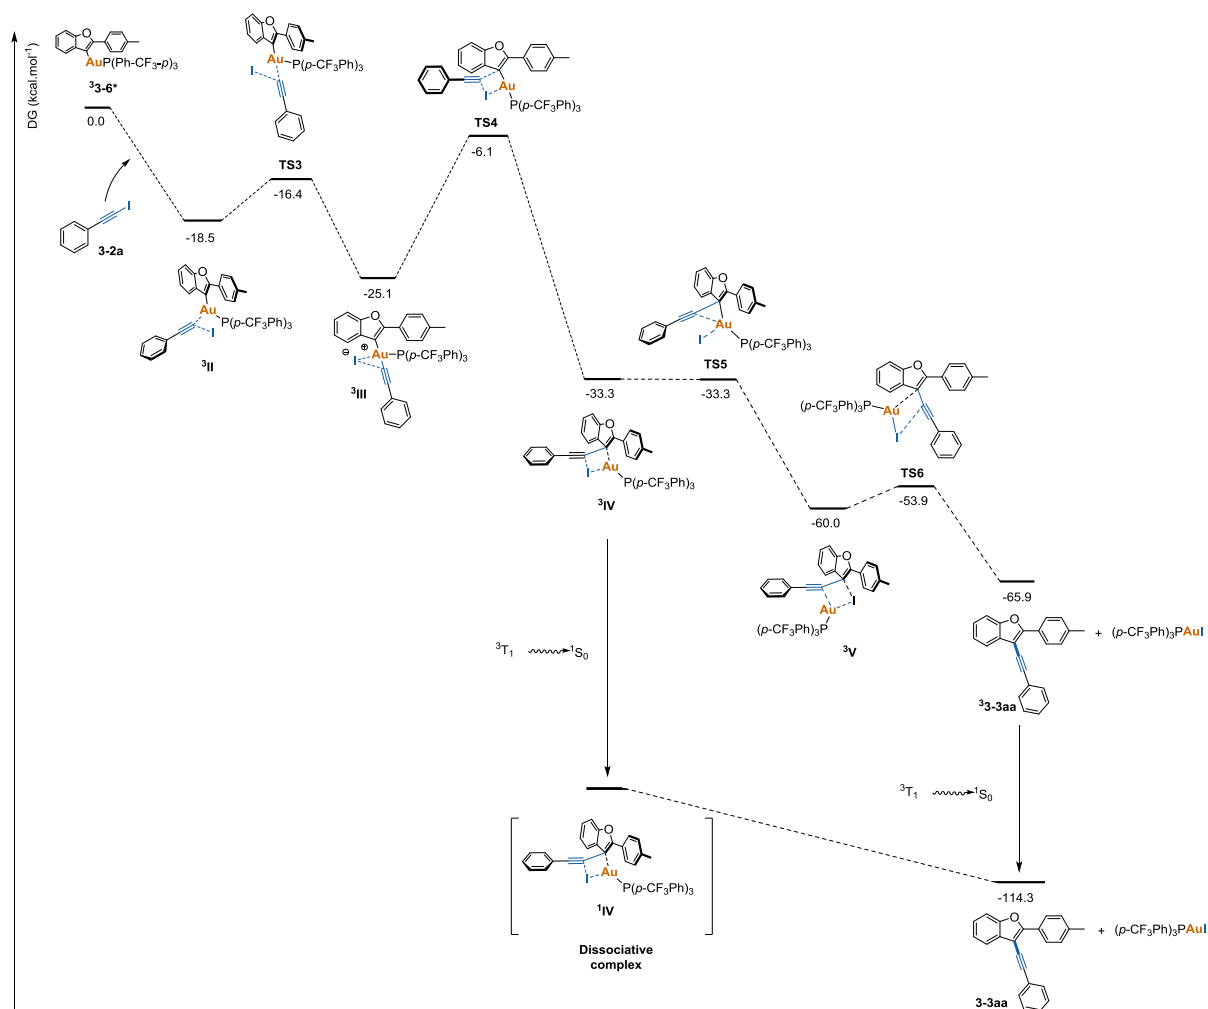 DG (kcal.mol⁻¹)
O
AuP(Ph-CF₃-p)₃
³3-6*
0.0
I
3-2a
-18.5
O
Au
P(p-CF₃Ph)₃
I
³II
O
Au
P(p-CF₃Ph)₃
I
TS3
-16.4
-25.1
O
⊖ ⊕
I Au P(p-CF₃Ph)₃
³III
O
Au
I
P(p-CF₃Ph)₃
TS4
-6.1
-33.3
O
I Au
P(p-CF₃Ph)₃
³IV
O
Au
I
P(p-CF₃Ph)₃
TS5
-33.3
-60.0
O
Au I
(p-CF₃Ph)₃P
³V
O
(p-CF₃Ph)₃P Au
I
TS6
-53.9
-65.9
O
+ (p-CF₃Ph)₃PAuI
³3-3aa
³T₁ ¹S₀
³T₁ ¹S₀
O
I Au
P(p-CF₃Ph)₃
¹IV
Dissociative
complex
-114.3
O
+ (p-CF₃Ph)₃PAuI
3-3aa